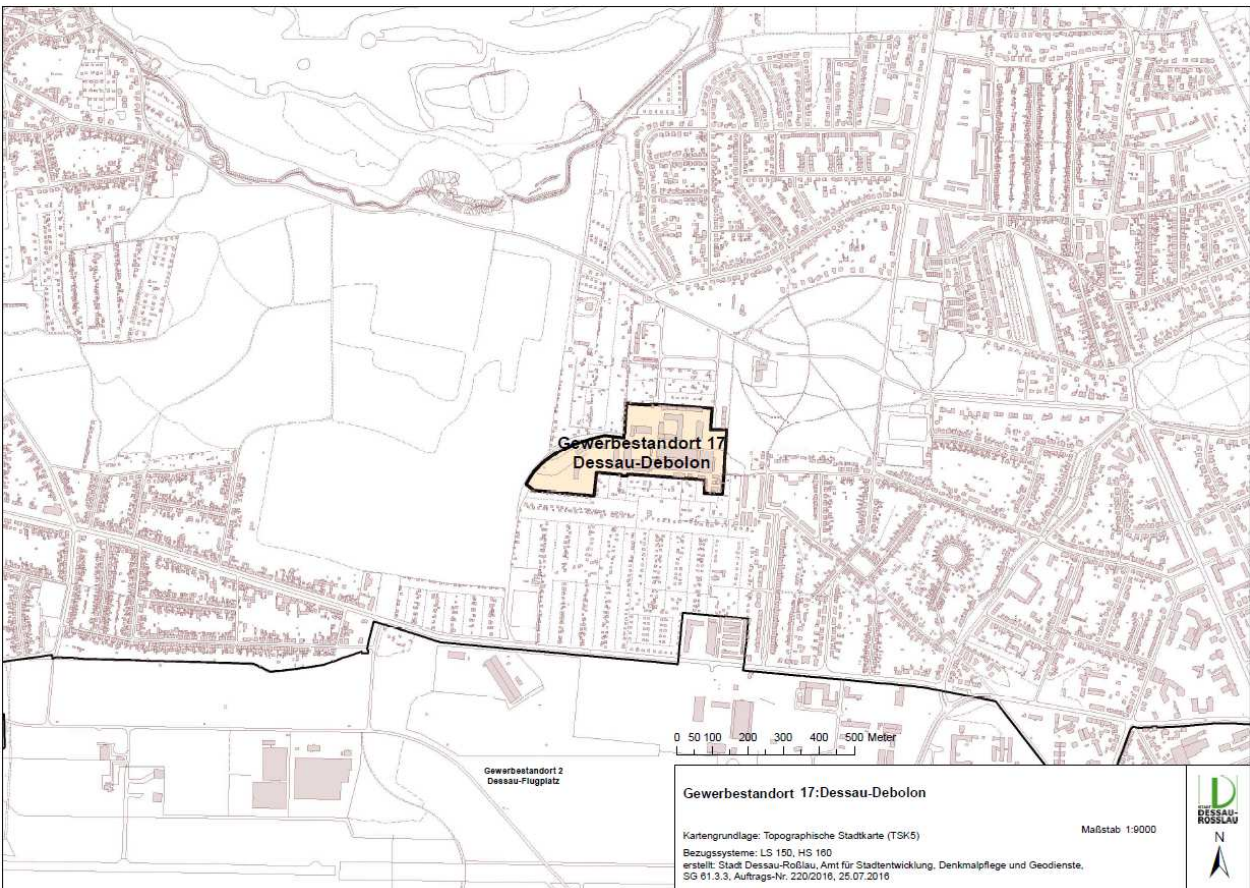 Gewerbestandort 17
Dessau-Debolon
0 50 100 200 300 400 500 Meter
Gewerbestandort 2
Dessau-Flugplatz
Gewerbestandort 17:Dessau-Debolon
Kartengrundlage: Topographische Stadtkarte (TSK5)
Maßstab 1:9000
Bezugssysteme: LS 150, HS 160
erstellt: Stadt Dessau-Roßlau, Amt für Stadtentwicklung, Denkmalpflege und Geodienste,
SG 61.3.3, Auftrags-Nr. 220/2016, 25.07.2016
DESSAU-
ROSSLAU
N